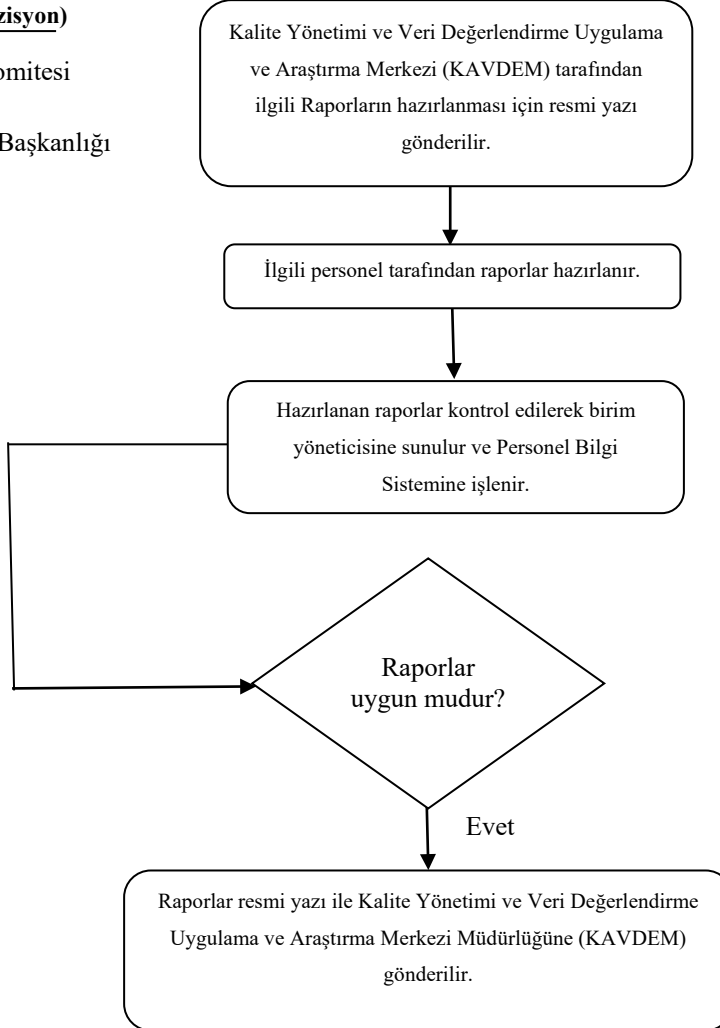 zisyon)
omitesi
Başkanlığı
Kalite Yönetimi ve Veri Değerlendirme Uygulama
ve Araştırma Merkezi (KAVDEM) tarafından
ilgili Raporların hazırlanması için resmi yazı
gönderilir.
İlgili personel tarafından raporlar hazırlanır.
Hazırlanan raporlar kontrol edilerek birim
yöneticisine sunulur ve Personel Bilgi
Sistemine işlenir.
Raporlar
uygun mudur?
Evet
Raporlar resmi yazı ile Kalite Yönetimi ve Veri Değerlendirme
Uygulama ve Araştırma Merkezi Müdürlüğüne (KAVDEM)
gönderilir.